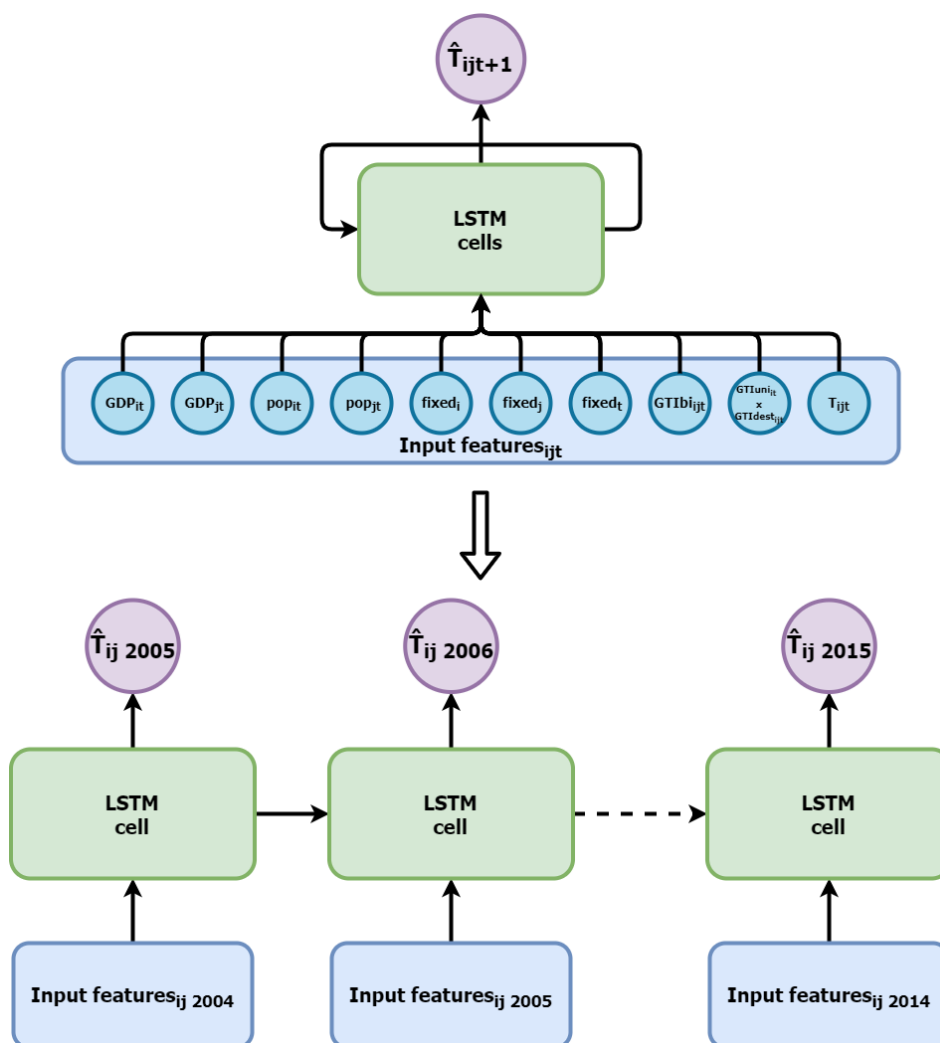 T̂ijt+1
LSTM
cells
GDPit
GDPjt
popit
popjt
fixedi
fixedj
fixedt
GTIbiijt
GTIuniit
x
GTIdestijt
Tijt
Input featuresijt
T̂ij 2005
T̂ij 2006
T̂ij 2015
LSTM
cell
LSTM
cell
LSTM
cell
Input featuresij 2004
Input featuresij 2005
Input featuresij 2014